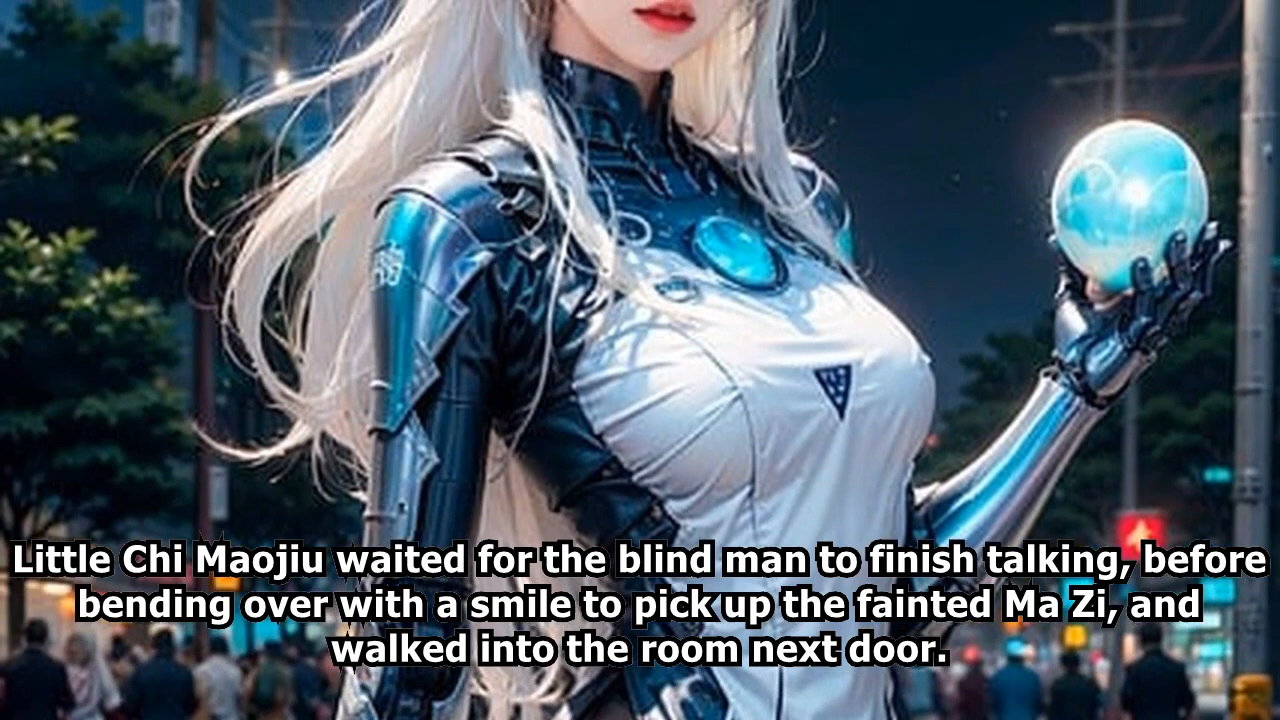 Little Chi Maojiu waited for the blind man to finish talking, before
bending over with a smile to pick up the fainted Ma Zi, and
walked into the room next door.